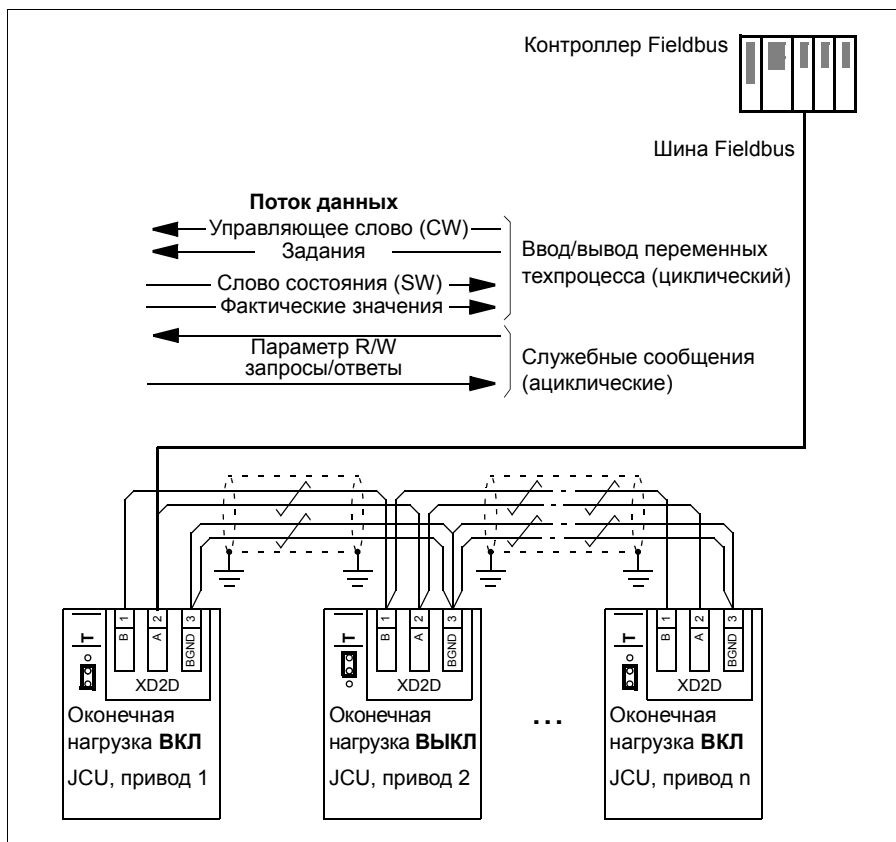 Контроллер Fieldbus
Шина Fieldbus
Поток данных
Управляющее слово (CW)
Задания
Слово состояния (SW)
Фактические значения
Ввод/вывод переменных
техпроцесса (циклический)
Параметр R/W
запросы/ответы
Служебные сообщения
(ациклические)
T
B 1
A 2
BGND 3
XD2D
Оконечная
нагрузка ВКЛ
JCU, привод 1
T
B 1
A 2
BGND 3
XD2D
Оконечная
нагрузка ВЫКЛ
JCU, привод 2
...
T
B 1
A 2
BGND 3
XD2D
Оконечная
нагрузка ВКЛ
JCU, привод n